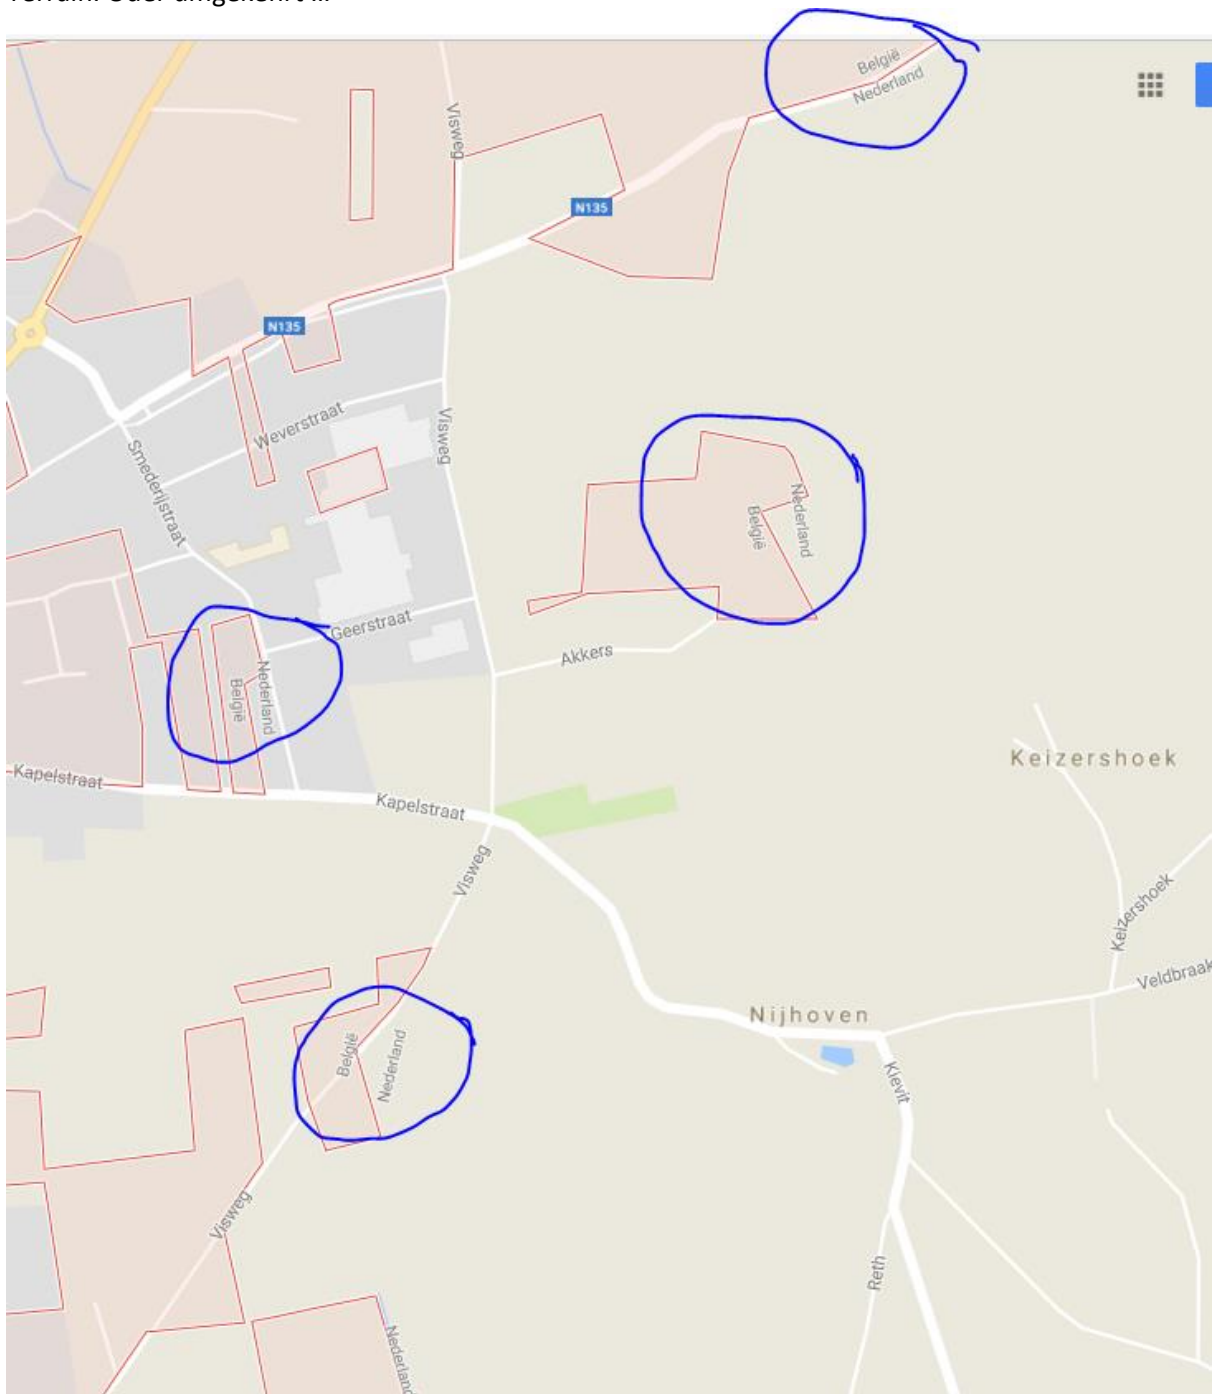 België
Nederland
Visweg
N135
N135
Weverstraat
Visweg
Smederijstraat
Nederland
België
Geerstraat
Akkers
Nederland
België
Keizershoek
Kapelstraat
Kapelstraat
Visweg
Keizershoek
Veldbraak
Nijhoven
België
Nederland
Kievit
Visweg
Reth
Nederland